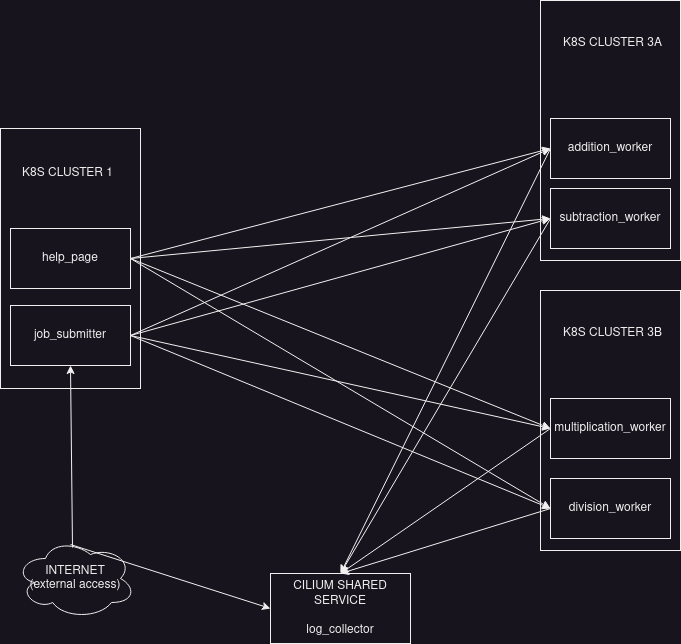 K8S CLUSTER 3A
addition_worker
subtraction_worker
K8S CLUSTER 1
help_page
job_submitter
K8S CLUSTER 3B
multiplication_worker
division_worker
INTERNET
(external access)
CILIUM SHARED
SERVICE
log_collector